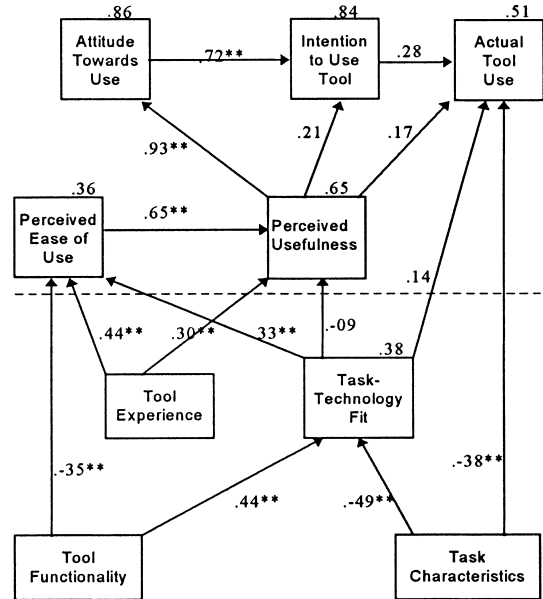 .86
.84
.51
Attitude
Towards
Use
.72**
Intention
to Use
Tool
.28
Actual
Tool
Use
.93**
.21
.17
.36
Perceived
Ease of
Use
.65**
.65
Perceived
Usefulness
.14
.44**
.30**
.33**
.-09
.38
Tool
Experience
Task-
Technology
Fit
.-35**
.44**
.-49**
.-38**
Tool
Functionality
Task
Characteristics